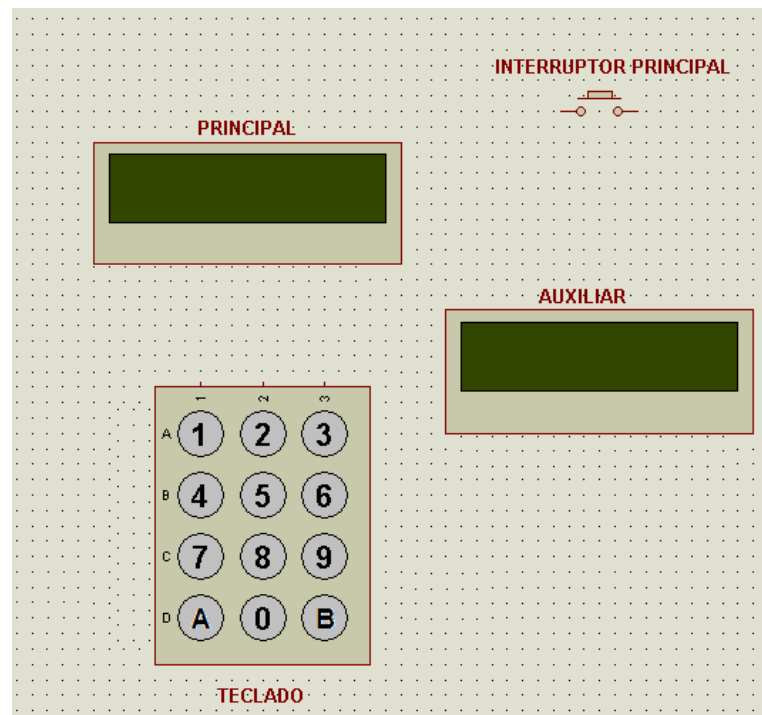 INTERRUPTOR PRINCIPAL
PRINCIPAL
AUXILIAR
1 2 3
A 1 2 3
B 4 5 6
C 7 8 9
D A 0 B
TECLADO